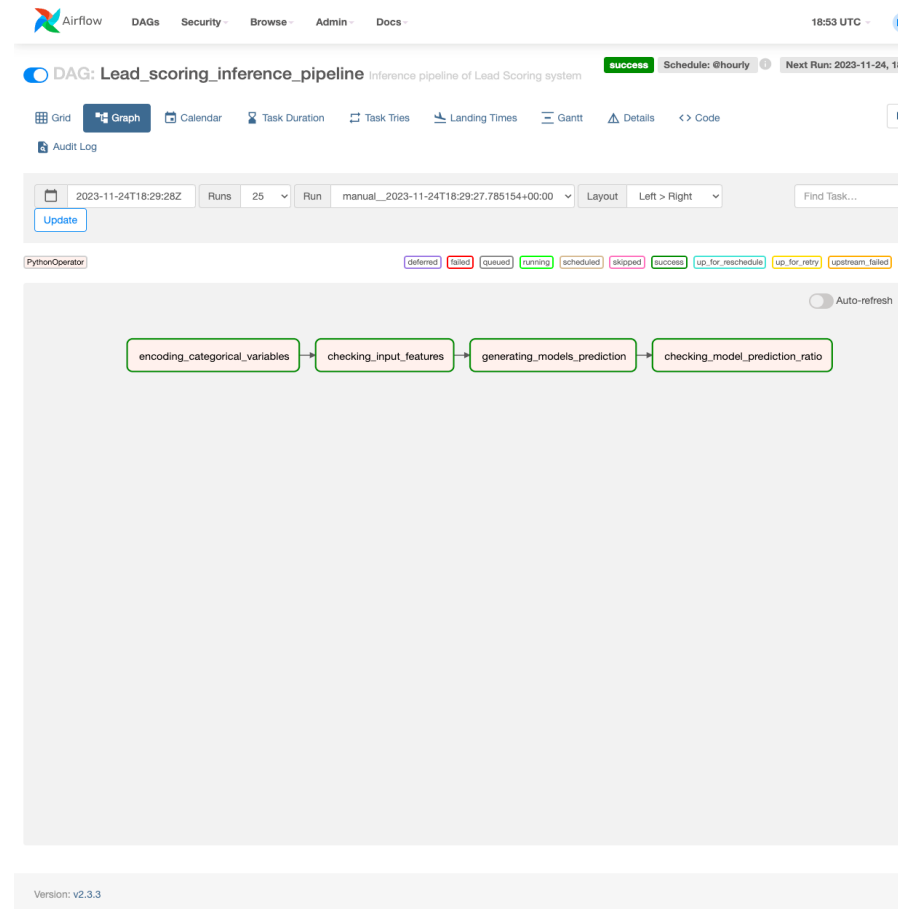 Airflow DAGs Security Browse Admin Docs 18:53 UTC
DAG: Lead_scoring_inference_pipeline Inference pipeline of Lead Scoring system success Schedule: @hourly Next Run: 2023-11-24, 18
Grid Graph Calendar Task Duration Task Tries Landing Times Gantt Details <> Code
Audit Log
2023-11-24T18:29:28Z Runs 25 Run manual__2023-11-24T18:29:27.785154+00:00 Layout Left > Right Find Task...
Update
PythonOperator deferred failed queued running scheduled skipped success up_for_reschedule up_for_retry upstream_failed
Auto-refresh
encoding_categorical_variables checking_input_features generating_models_prediction checking_model_prediction_ratio
Version: v2.3.3